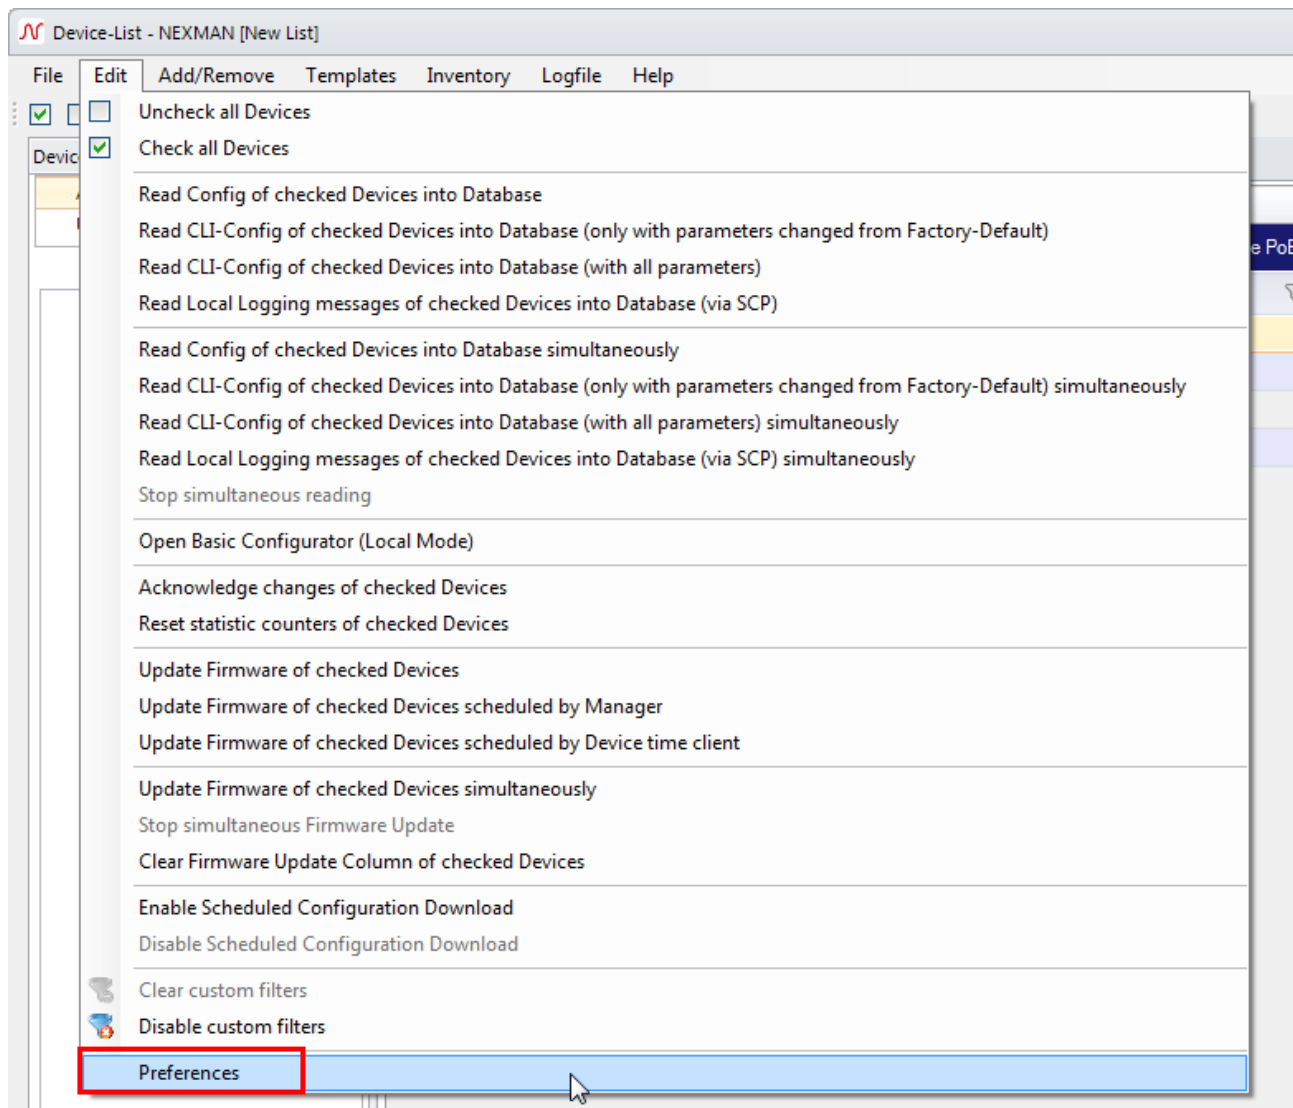 Device-List - NEXMAN [New List]
File Edit Add/Remove Templates Inventory Logfile Help
Uncheck all Devices
Check all Devices
Read Config of checked Devices into Database
Read CLI-Config of checked Devices into Database (only with parameters changed from Factory-Default)
Read CLI-Config of checked Devices into Database (with all parameters)
Read Local Logging messages of checked Devices into Database (via SCP)
Read Config of checked Devices into Database simultaneously
Read CLI-Config of checked Devices into Database (only with parameters changed from Factory-Default) simultaneously
Read CLI-Config of checked Devices into Database (with all parameters) simultaneously
Read Local Logging messages of checked Devices into Database (via SCP) simultaneously
Stop simultaneous reading
Open Basic Configurator (Local Mode)
Acknowledge changes of checked Devices
Reset statistic counters of checked Devices
Update Firmware of checked Devices
Update Firmware of checked Devices scheduled by Manager
Update Firmware of checked Devices scheduled by Device time client
Update Firmware of checked Devices simultaneously
Stop simultaneous Firmware Update
Clear Firmware Update Column of checked Devices
Enable Scheduled Configuration Download
Disable Scheduled Configuration Download
Clear custom filters
Disable custom filters
Preferences